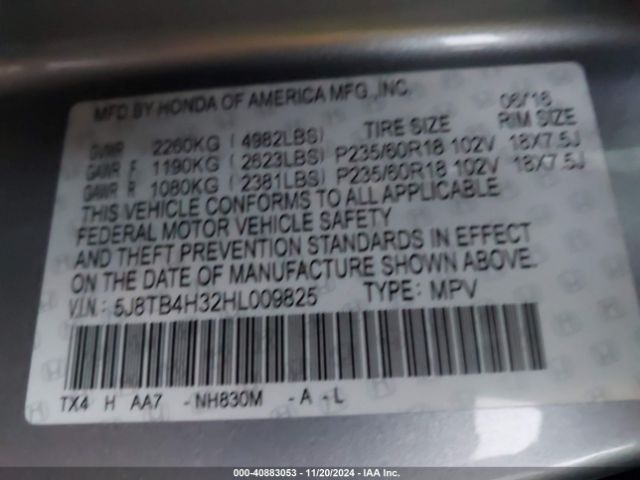 MFD.BY HONDA OF AMERICA MFG.,INC. 06/16
GVWR 2260KG (4982LBS) TIRE SIZE RIM SIZE
GAWR F 1190KG (2623LBS) P235/60R18 102V 18X7.5J
GAWR R 1080KG (2381LBS) P235/60R18 102V 18X7.5J
THIS VEHICLE CONFORMS TO ALL APPLICABLE
FEDERAL MOTOR VEHICLE SAFETY
AND THEFT PREVENTION STANDARDS IN EFFECT
ON THE DATE OF MANUFACTURE SHOWN ABOVE.
V.I.N.: 5J8TB4H32HL009825 TYPE: MPV
TX4 H AA7 -NH830M -A -L
000-40883053 - 11/20/2024 - IAA Inc.